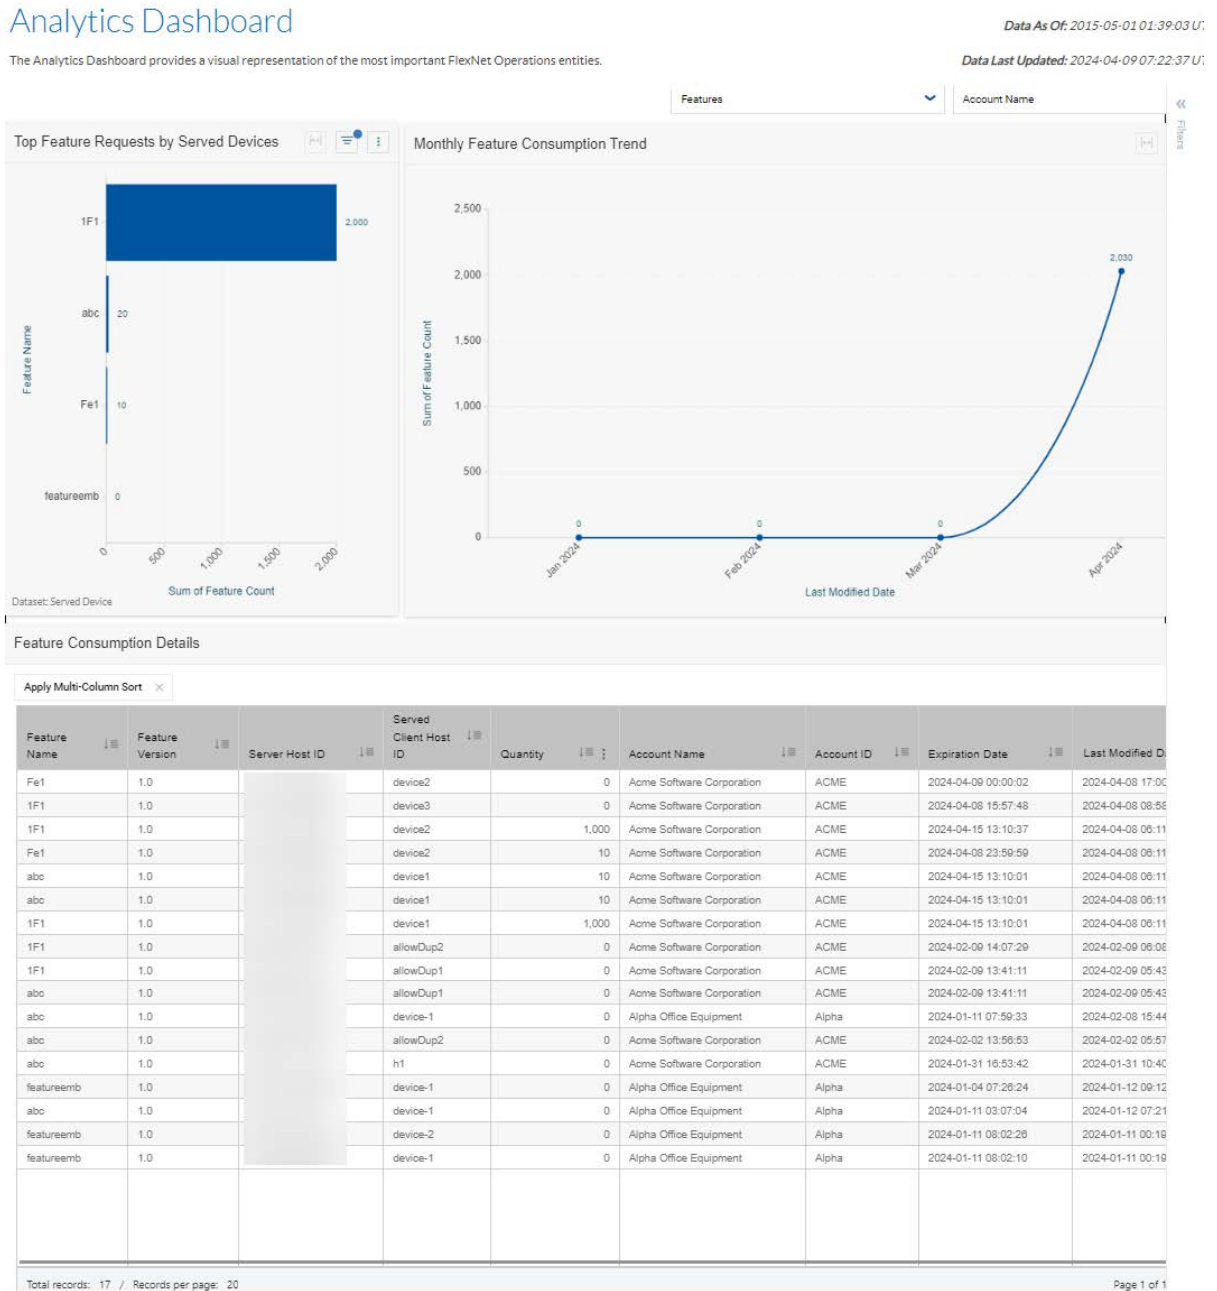 Analytics Dashboard
Data As Of: 2015-05-01 01:39:03 UT
The Analytics Dashboard provides a visual representation of the most important FlexNet Operations entities.
Data Last Updated: 2024-04-09 07:22:37 UT
Features
Account Name
Filters
Top Feature Requests by Served Devices
Feature Name
1F1 2,000
abc 20
Fe1 10
featureemb 0
0 500 1,000 1,500 2,000
Sum of Feature Count
Dataset: Served Device
Monthly Feature Consumption Trend
Sum of Feature Count
2,500
2,030
2,000
1,500
1,000
500
0 0 0
0
Jan 2024 Feb 2024 Mar 2024 Apr 2024
Last Modified Date
Feature Consumption Details
Apply Multi-Column Sort ×
Feature Name Feature Version Server Host ID Served Client Host ID Quantity Account Name Account ID Expiration Date Last Modified D
Fe1 1.0 device2 0 Acme Software Corporation ACME 2024-04-09 00:00:02 2024-04-08 17:00
1F1 1.0 device3 0 Acme Software Corporation ACME 2024-04-08 15:57:48 2024-04-08 08:58
1F1 1.0 device2 1,000 Acme Software Corporation ACME 2024-04-15 13:10:37 2024-04-08 06:11
Fe1 1.0 device2 10 Acme Software Corporation ACME 2024-04-08 23:59:59 2024-04-08 06:11
abc 1.0 device1 10 Acme Software Corporation ACME 2024-04-15 13:10:01 2024-04-08 06:11
abc 1.0 device1 10 Acme Software Corporation ACME 2024-04-15 13:10:01 2024-04-08 06:11
1F1 1.0 device1 1,000 Acme Software Corporation ACME 2024-04-15 13:10:01 2024-04-08 06:11
1F1 1.0 allowDup2 0 Acme Software Corporation ACME 2024-02-09 14:07:29 2024-02-09 06:08
1F1 1.0 allowDup1 0 Acme Software Corporation ACME 2024-02-09 13:41:11 2024-02-09 05:43
abc 1.0 allowDup1 0 Acme Software Corporation ACME 2024-02-09 13:41:11 2024-02-09 05:43
abc 1.0 device-1 0 Alpha Office Equipment Alpha 2024-01-11 07:59:33 2024-02-08 15:44
abc 1.0 allowDup2 0 Acme Software Corporation ACME 2024-02-02 13:56:53 2024-02-02 05:57
abc 1.0 h1 0 Acme Software Corporation ACME 2024-01-31 16:53:42 2024-01-31 10:40
featureemb 1.0 device-1 0 Alpha Office Equipment Alpha 2024-01-04 07:26:24 2024-01-12 09:12
abc 1.0 device-1 0 Alpha Office Equipment Alpha 2024-01-11 03:07:04 2024-01-12 07:21
featureemb 1.0 device-2 0 Alpha Office Equipment Alpha 2024-01-11 08:02:26 2024-01-11 00:19
featureemb 1.0 device-1 0 Alpha Office Equipment Alpha 2024-01-11 08:02:10 2024-01-11 00:19
Total records: 17 / Records per page: 20
Page 1 of 1